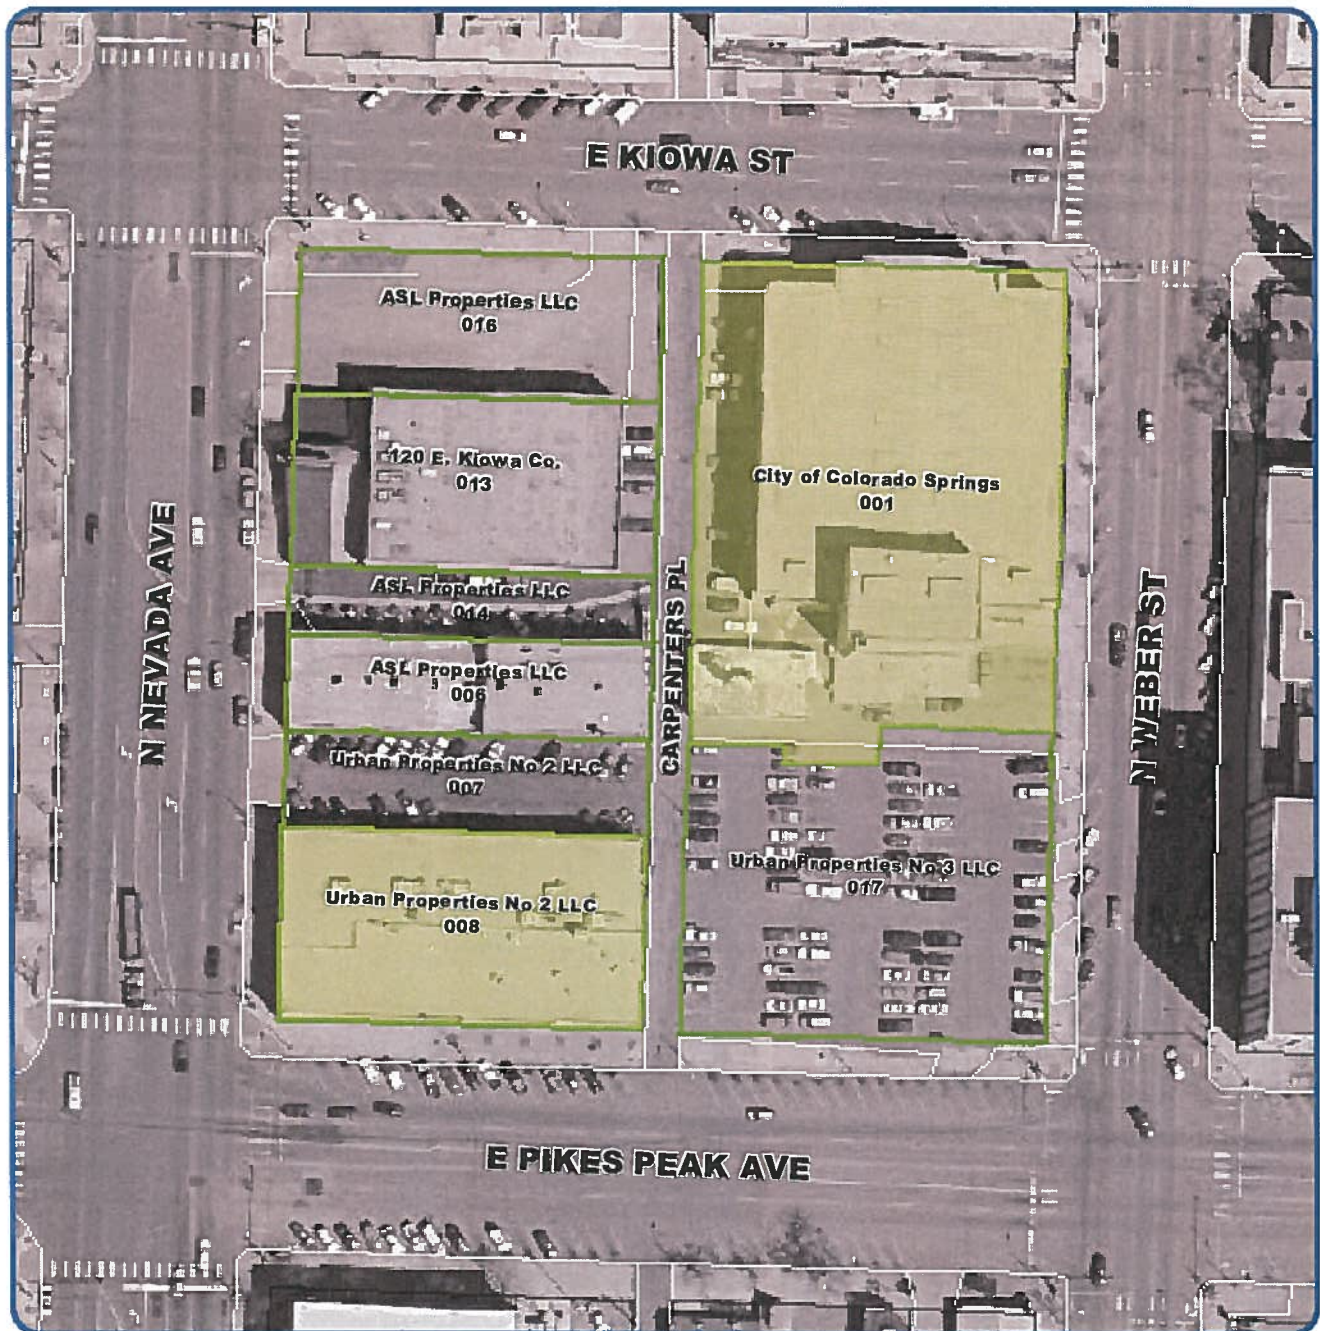 E KIOWA ST
ASL Properties LLC
016
120 E. Kiowa Co.
013
City of Colorado Springs
001
ASL Properties LLC
014
ASL Properties LLC
006
N NEVADA AVE
CARPENTERS PL
N WEBER ST
Urban Properties No 2 LLC
007
Urban Properties No 3 LLC
017
Urban Properties No 2 LLC
008
E PIKES PEAK AVE